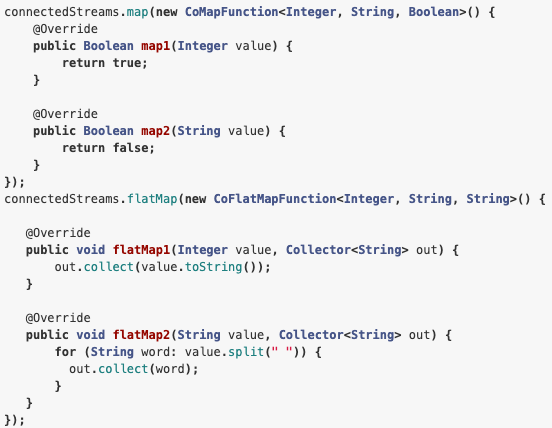 connectedStreams.map(new CoMapFunction<Integer, String, Boolean>() {
    @Override
    public Boolean map1(Integer value) {
        return true;
    }

    @Override
    public Boolean map2(String value) {
        return false;
    }
});
connectedStreams.flatMap(new CoFlatMapFunction<Integer, String, String>() {

   @Override
   public void flatMap1(Integer value, Collector<String> out) {
       out.collect(value.toString());
   }

   @Override
   public void flatMap2(String value, Collector<String> out) {
       for (String word: value.split(" ")) {
         out.collect(word);
       }
   }
});